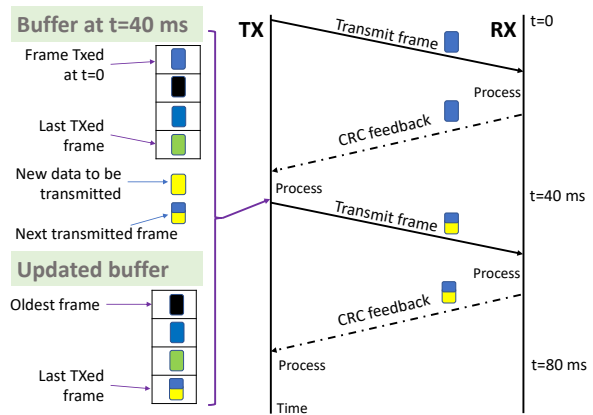 Buffer at t=40 ms
Frame Txed
at t=0
Last TXed
frame
New data to be
transmitted
Next transmitted frame
Updated buffer
Oldest frame
Last TXed
frame
TX
RX
t=0
Transmit frame
Process
CRC feedback
Process
t=40 ms
Transmit frame
Process
CRC feedback
Process
t=80 ms
Time